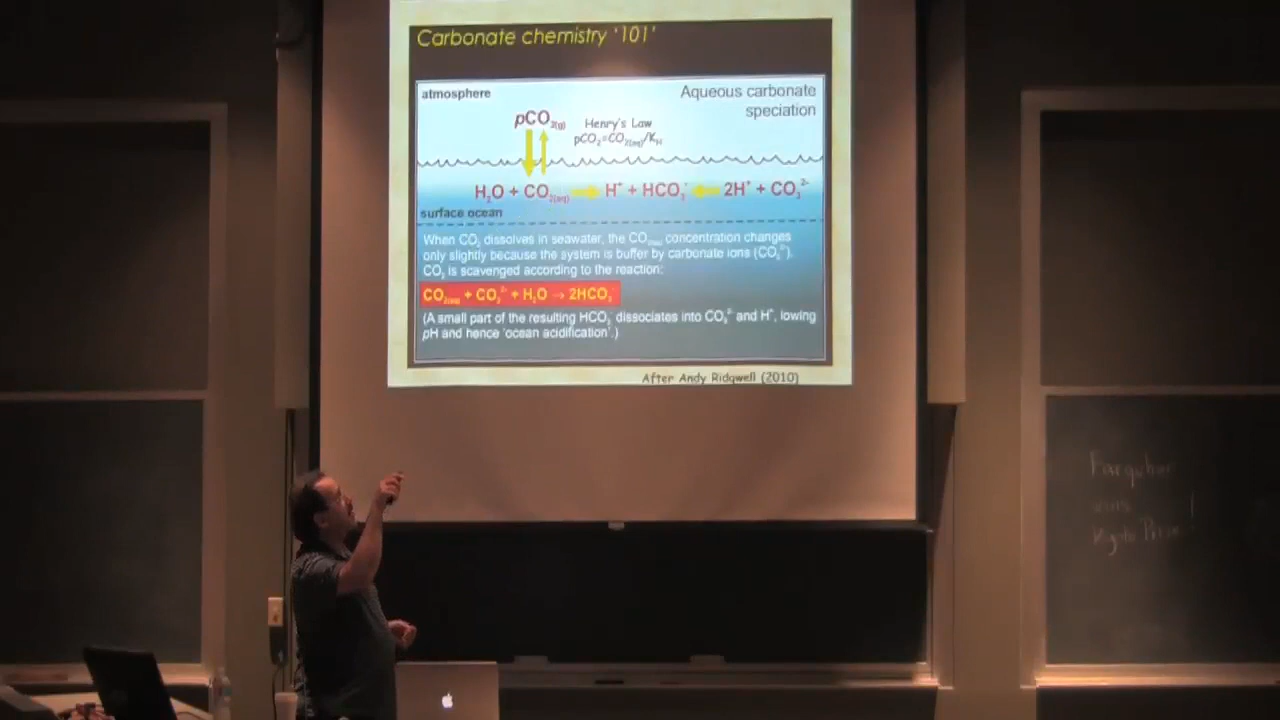 Carbonate chemistry '101'
atmosphere
Aqueous carbonate
speciation
pCO₂₍g₎
Henry's Law
pCO₂=CO₂₍aq₎/K_H
H₂O + CO₂₍aq₎ → H⁺ + HCO₃⁻ ← 2H⁺ + CO₃²⁻
surface ocean
When CO₂ dissolves in seawater, the CO₂₍aq₎ concentration changes
only slightly because the system is buffer by carbonate ions (CO₃²⁻).
CO₂ is scavenged according to the reaction:
CO₂₍aq₎ + CO₃²⁻ + H₂O → 2HCO₃⁻
(A small part of the resulting HCO₃⁻ dissociates into CO₃²⁻ and H⁺, lowing
pH and hence 'ocean acidification'.)
After Andy Ridgwell (2010)
Farquhar